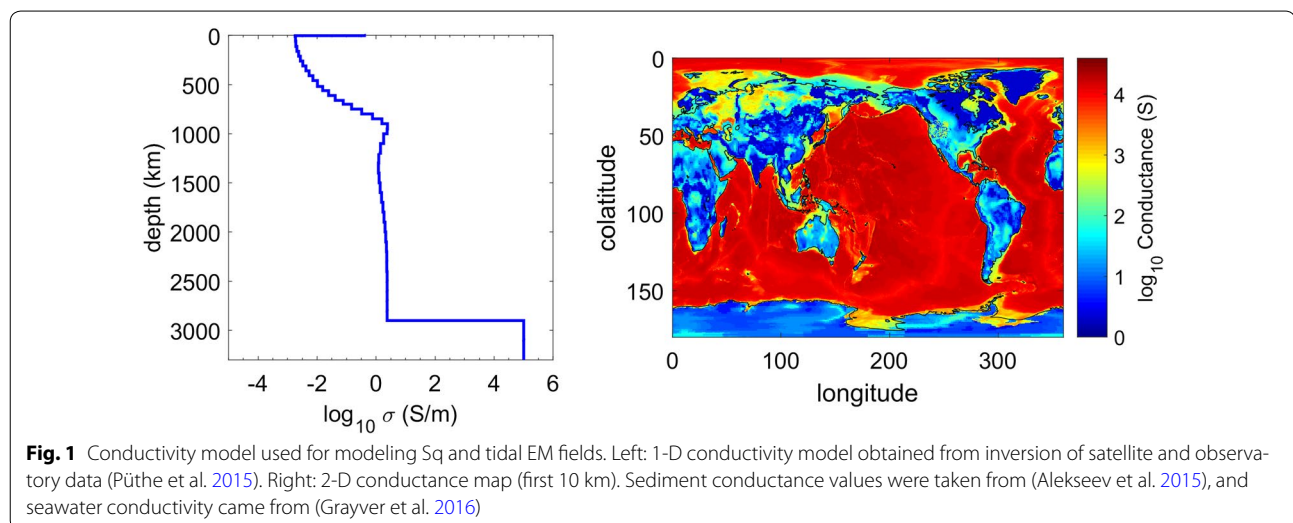 0
500
1000
1500
2000
2500
3000
depth (km)
-4 -2 0 2 4 6
log10 σ (S/m)
0
50
100
150
colatitude
0 100 200 300
longitude
4
3
2
1
0
log10 Conductance (S)
Fig. 1 Conductivity model used for modeling Sq and tidal EM fields. Left: 1-D conductivity model obtained from inversion of satellite and observa-
tory data (Püthe et al. 2015). Right: 2-D conductance map (first 10 km). Sediment conductance values were taken from (Alekseev et al. 2015), and
seawater conductivity came from (Grayver et al. 2016)